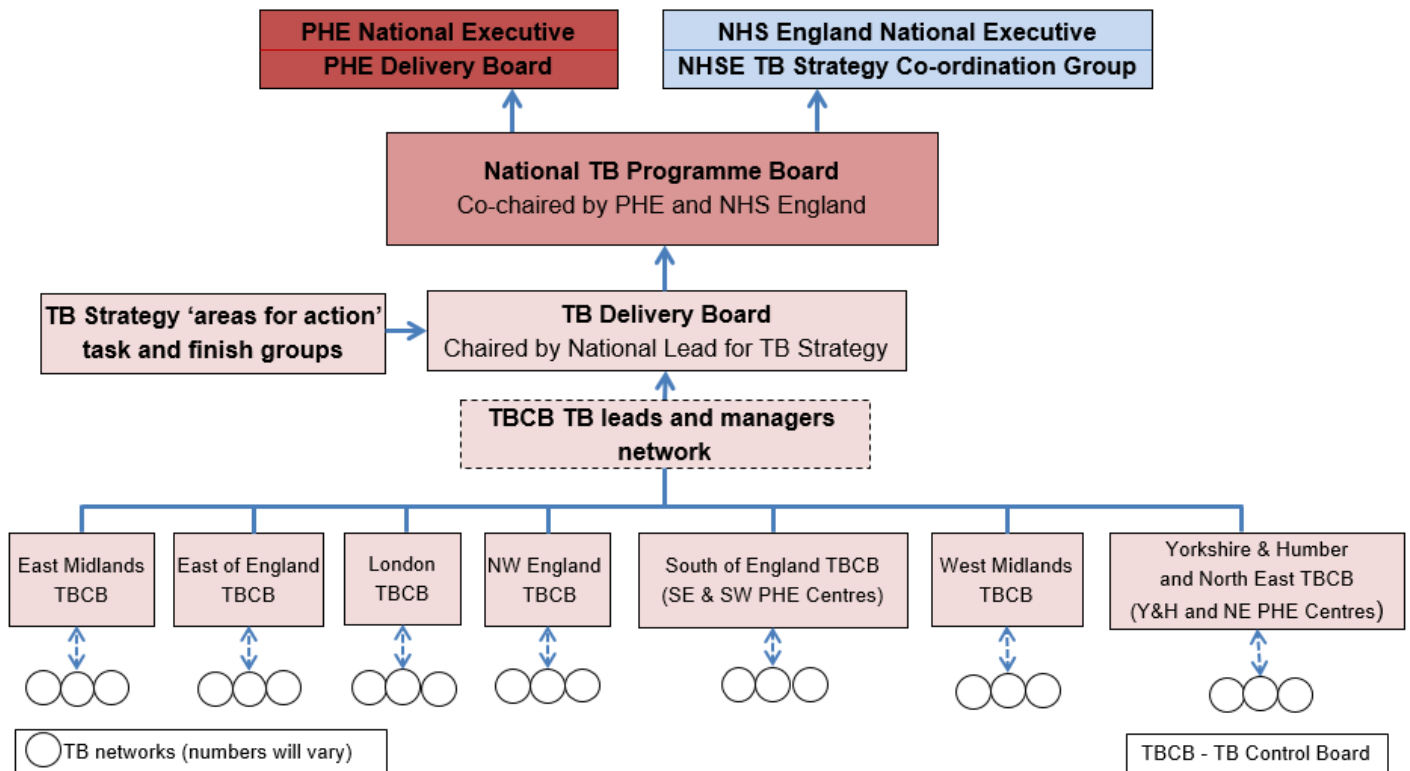 PHE National Executive
PHE Delivery Board
NHS England National Executive
NHSE TB Strategy Co-ordination Group
National TB Programme Board
Co-chaired by PHE and NHS England
TB Strategy ‘areas for action’
task and finish groups
TB Delivery Board
Chaired by National Lead for TB Strategy
TBCB TB leads and managers
network
East Midlands
TBCB
East of England
TBCB
London
TBCB
NW England
TBCB
South of England TBCB
(SE & SW PHE Centres)
West Midlands
TBCB
Yorkshire & Humber
and North East TBCB
(Y&H and NE PHE Centres)
TB networks (numbers will vary)
TBCB - TB Control Board